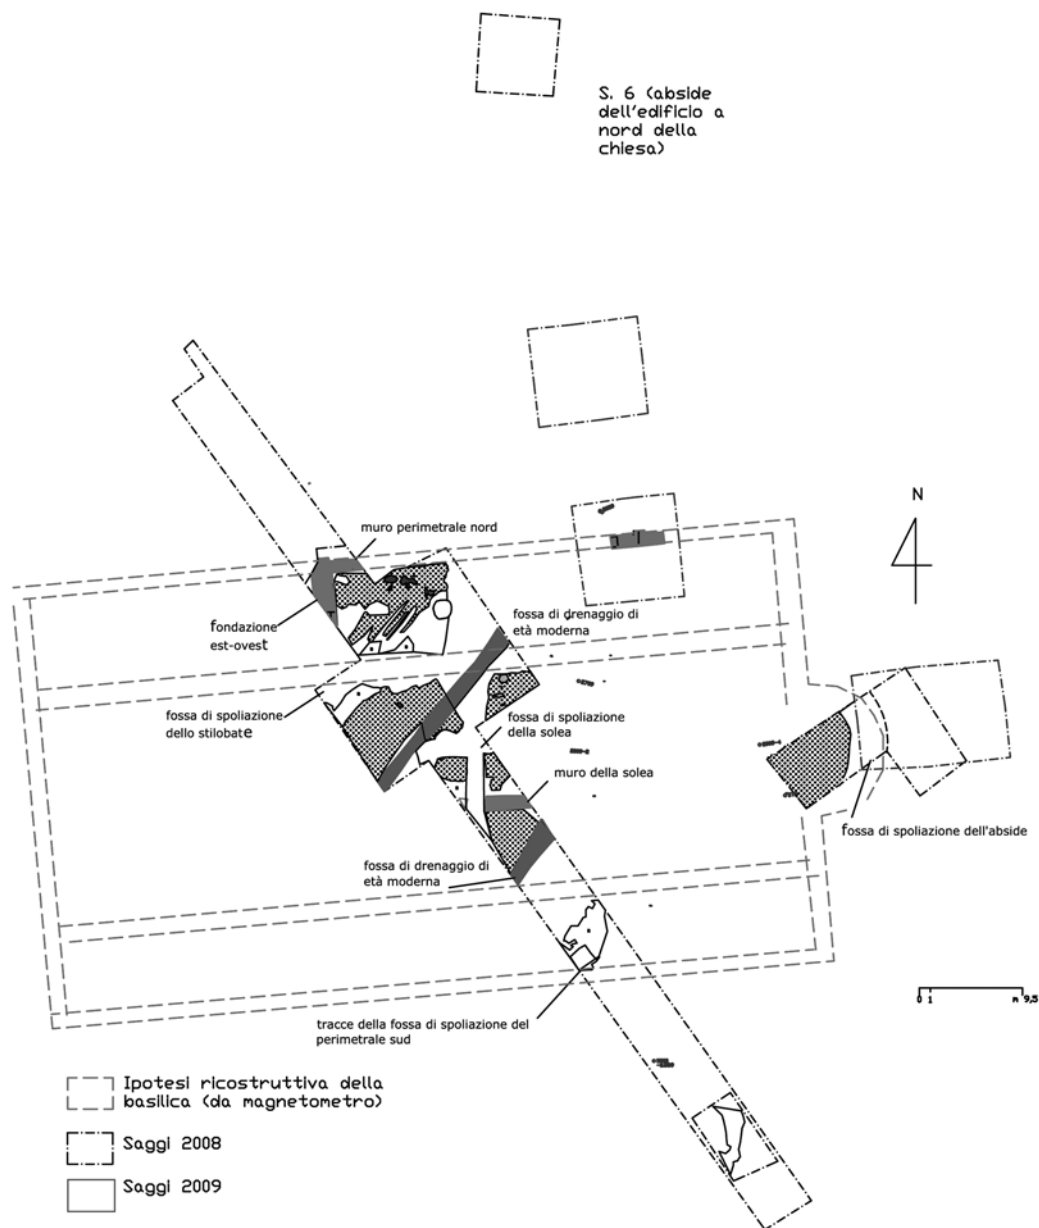 S. 6 (abside
dell'edificio a
nord della
chiesa)
N
muro perimetrale nord
fondazione
est-ovest
fossa di drenaggio di
età moderna
fossa di spoliazione
dello stilobate
fossa di spoliazione
della solea
muro della solea
fossa di spoliazione dell'abside
fossa di drenaggio di
età moderna
tracce della fossa di spoliazione del
perimetrale sud
0 1 m 9,5
Ipotesi ricostruttiva della
basilica (da magnetometro)
Saggi 2008
Saggi 2009